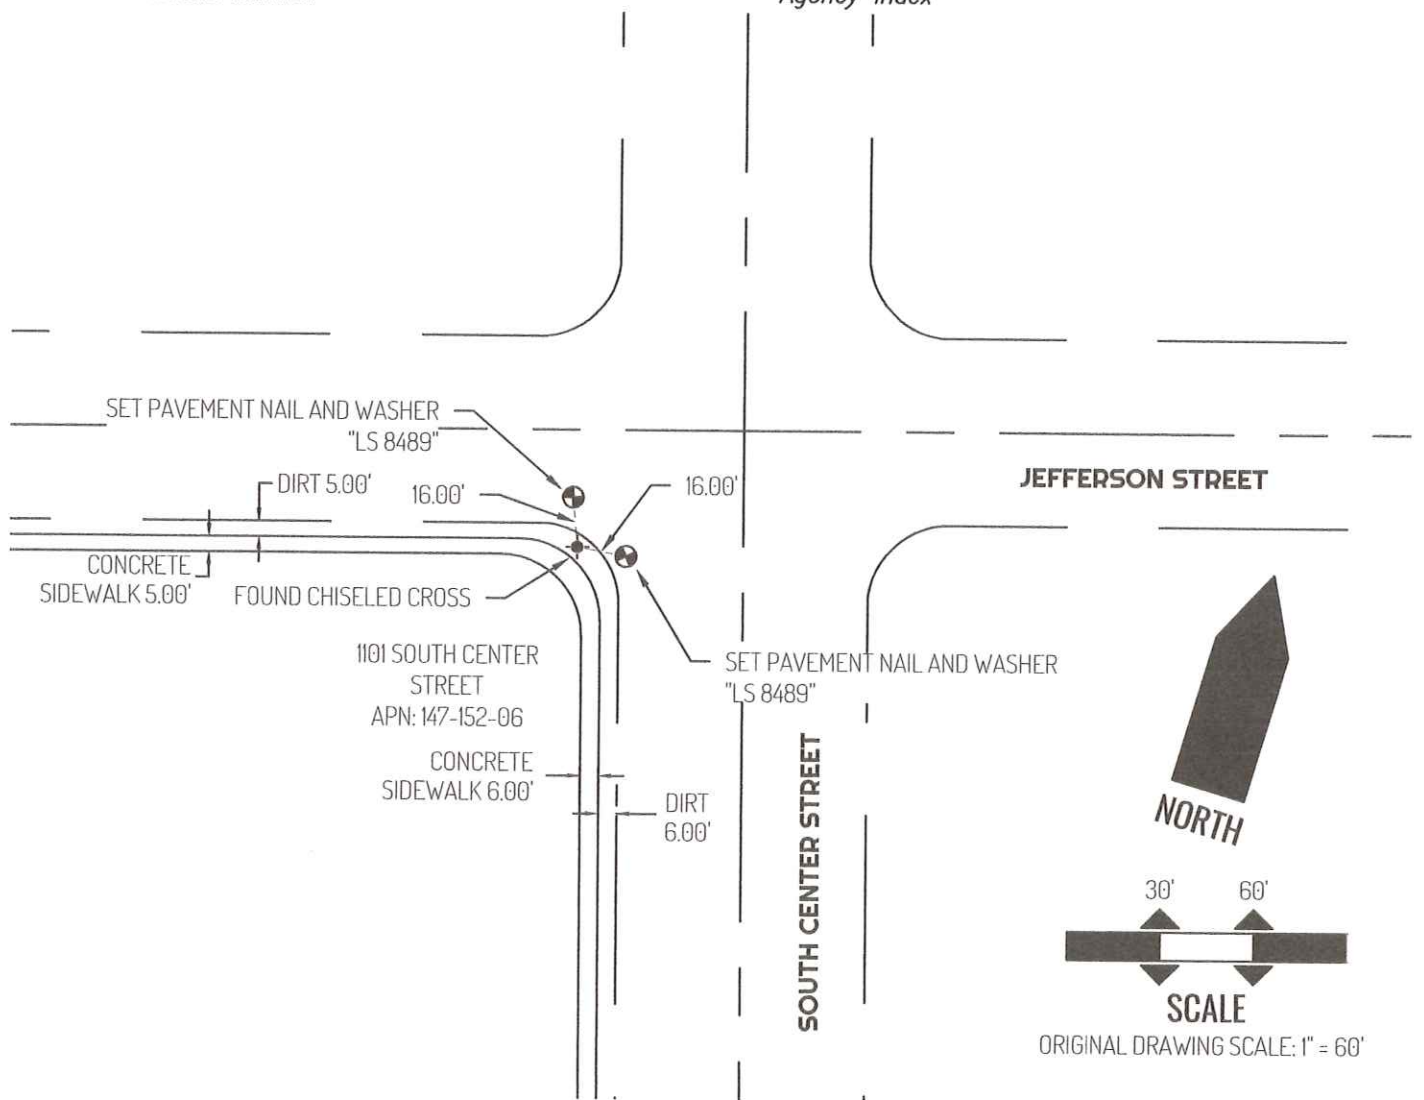 Agency Index
SET PAVEMENT NAIL AND WASHER
"LS 8489"
DIRT 5.00'
16.00'
16.00'
JEFFERSON STREET
CONCRETE
SIDEWALK 5.00'
FOUND CHISELED CROSS
1101 SOUTH CENTER
STREET
APN: 147-152-06
SET PAVEMENT NAIL AND WASHER
"LS 8489"
CONCRETE
SIDEWALK 6.00'
DIRT
6.00'
SOUTH CENTER STREET
NORTH
30' 60'
SCALE
ORIGINAL DRAWING SCALE: 1" = 60'